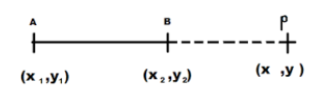 A B P
(x₁,y₁) (x₂,y₂) (x ,y )